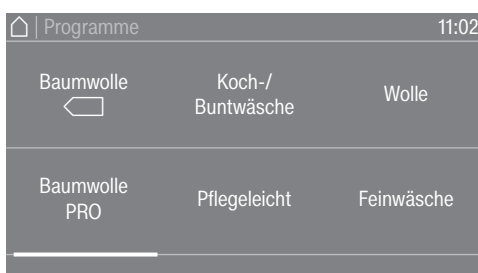 Programme
11:02
Baumwolle
Koch-/
Buntwäsche
Wolle
Baumwolle
PRO
Pflegeleicht
Feinwäsche